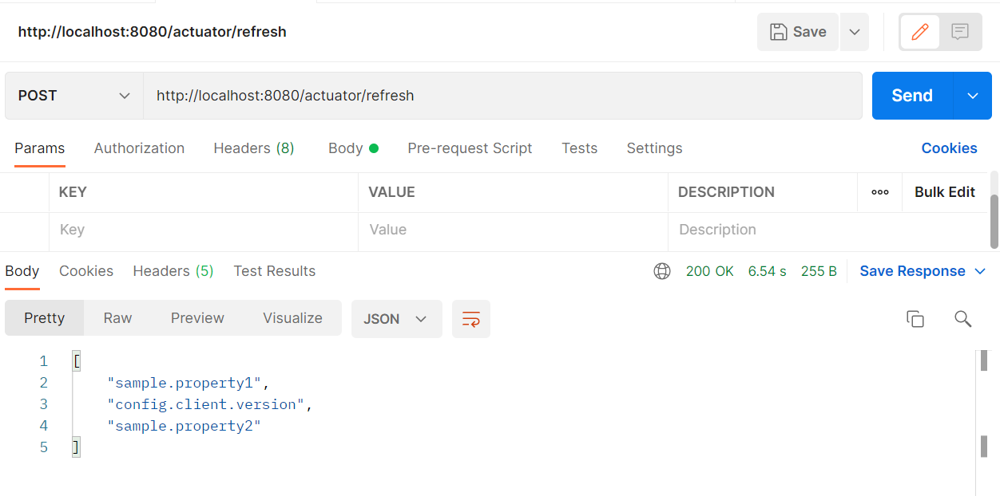 http://localhost:8080/actuator/refresh Save
POST http://localhost:8080/actuator/refresh Send
Params Authorization Headers (8) Body Pre-request Script Tests Settings Cookies
KEY VALUE DESCRIPTION ooo Bulk Edit
Key Value Description
Body Cookies Headers (5) Test Results 200 OK 6.54 s 255 B Save Response
Pretty Raw Preview Visualize JSON
1 [
2 "sample.property1",
3 "config.client.version",
4 "sample.property2"
5 ]